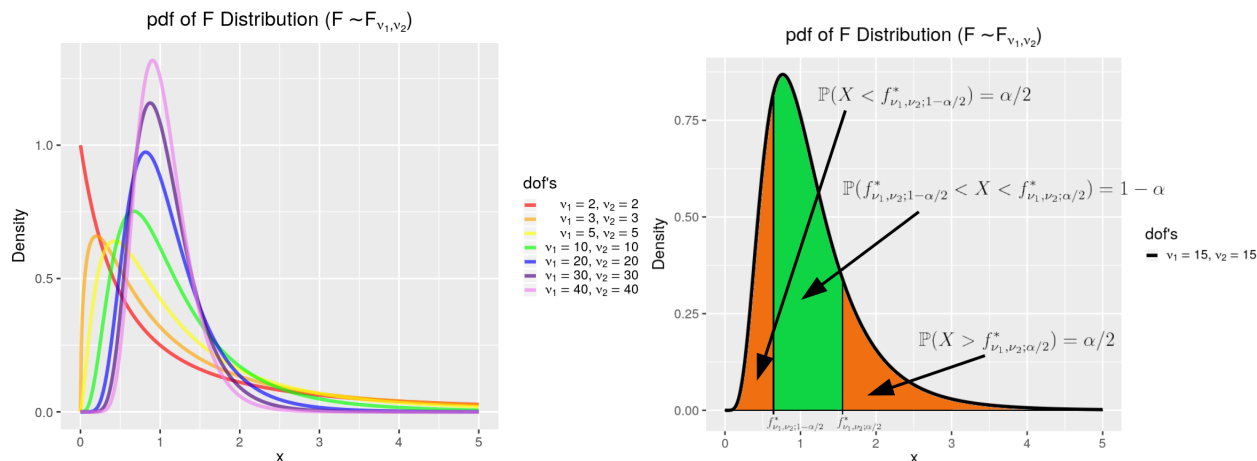 pdf of F Distribution (F ~F_{ν₁,ν₂})
Density
1.0
0.5
0.0
0 1 2 3 4 5
x
dof's
ν₁ = 2, ν₂ = 2
ν₁ = 3, ν₂ = 3
ν₁ = 5, ν₂ = 5
ν₁ = 10, ν₂ = 10
ν₁ = 20, ν₂ = 20
ν₁ = 30, ν₂ = 30
ν₁ = 40, ν₂ = 40
pdf of F Distribution (F ~F_{ν₁,ν₂})
Density
0.75
0.50
0.25
0.00
ℙ(X < f*_{ν₁,ν₂;1−α/2}) = α/2
ℙ(f*_{ν₁,ν₂;1−α/2} < X < f*_{ν₁,ν₂;α/2}) = 1 − α
ℙ(X > f*_{ν₁,ν₂;α/2}) = α/2
f*_{ν₁,ν₂;1−α/2} f*_{ν₁,ν₂;α/2}
0 1 2 3 4 5
x
dof's
ν₁ = 15, ν₂ = 15